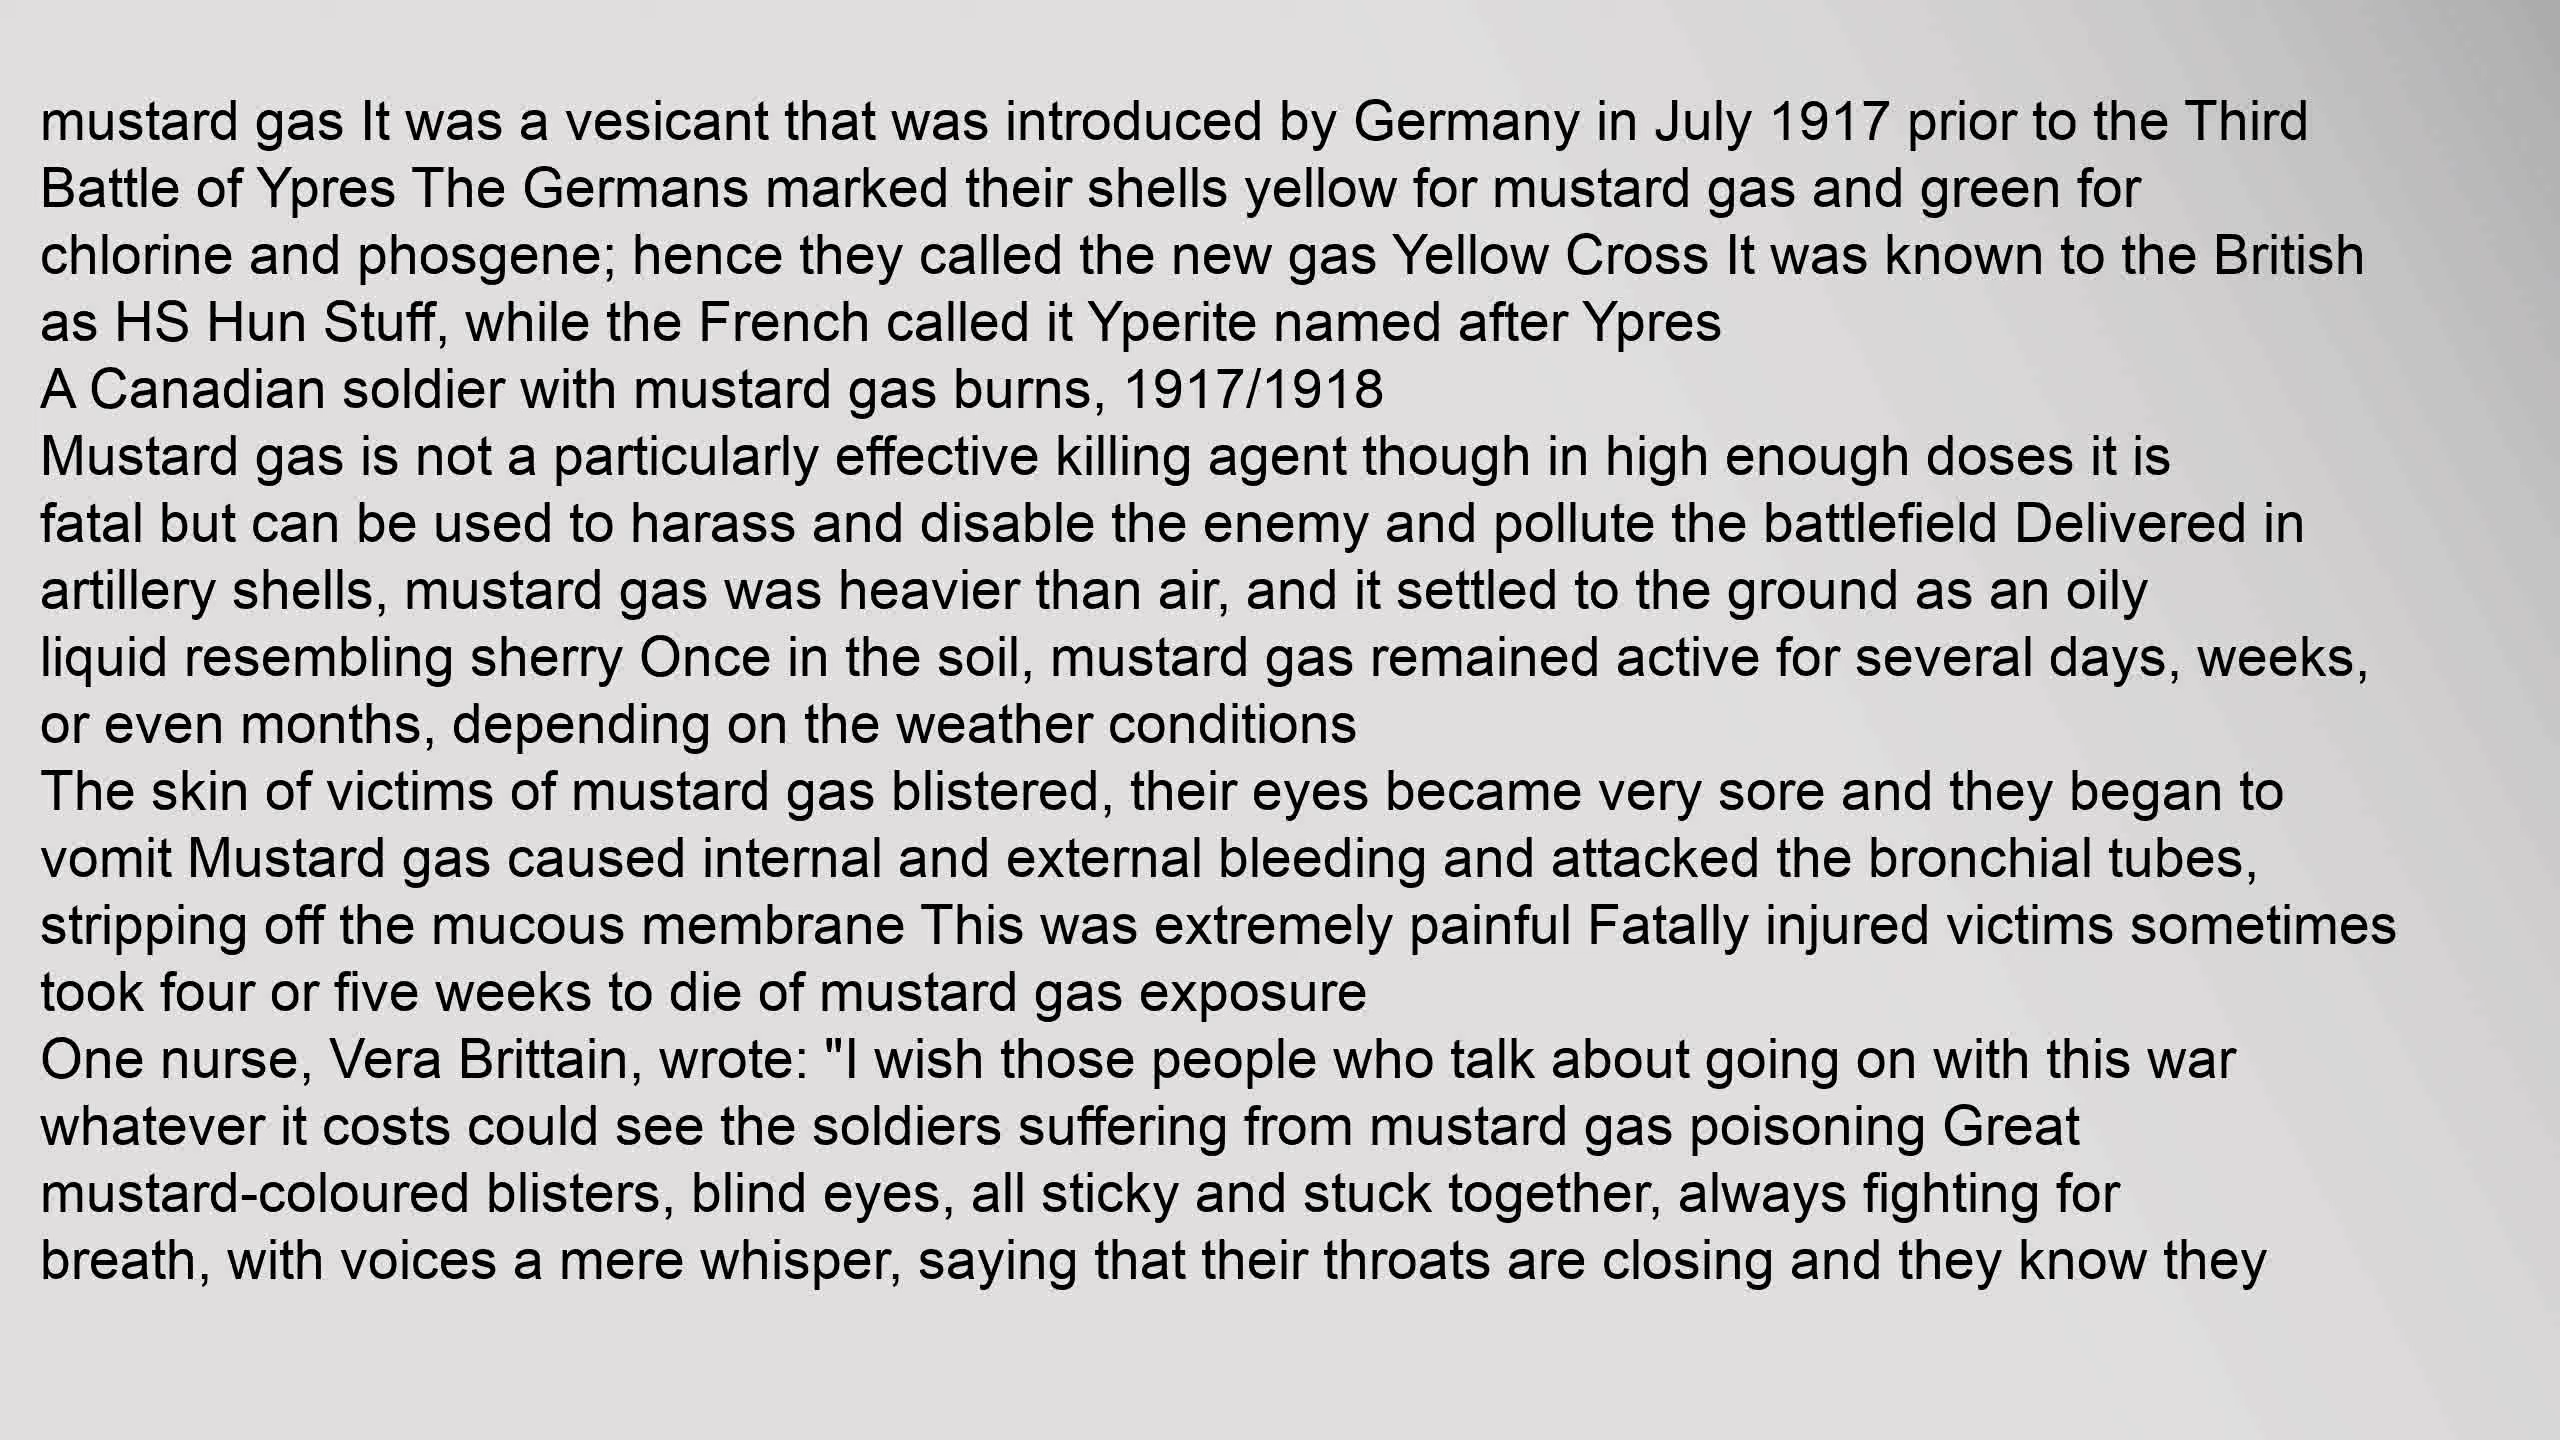 mustard gas It was a vesicant that was introduced by Germany in July 1917 prior to the Third
Battle of Ypres The Germans marked their shells yellow for mustard gas and green for
chlorine and phosgene; hence they called the new gas Yellow Cross It was known to the British
as HS Hun Stuff, while the French called it Yperite named after Ypres
A Canadian soldier with mustard gas burns, 1917/1918
Mustard gas is not a particularly effective killing agent though in high enough doses it is
fatal but can be used to harass and disable the enemy and pollute the battlefield Delivered in
artillery shells, mustard gas was heavier than air, and it settled to the ground as an oily
liquid resembling sherry Once in the soil, mustard gas remained active for several days, weeks,
or even months, depending on the weather conditions
The skin of victims of mustard gas blistered, their eyes became very sore and they began to
vomit Mustard gas caused internal and external bleeding and attacked the bronchial tubes,
stripping off the mucous membrane This was extremely painful Fatally injured victims sometimes
took four or five weeks to die of mustard gas exposure
One nurse, Vera Brittain, wrote: "I wish those people who talk about going on with this war
whatever it costs could see the soldiers suffering from mustard gas poisoning Great
mustard-coloured blisters, blind eyes, all sticky and stuck together, always fighting for
breath, with voices a mere whisper, saying that their throats are closing and they know they